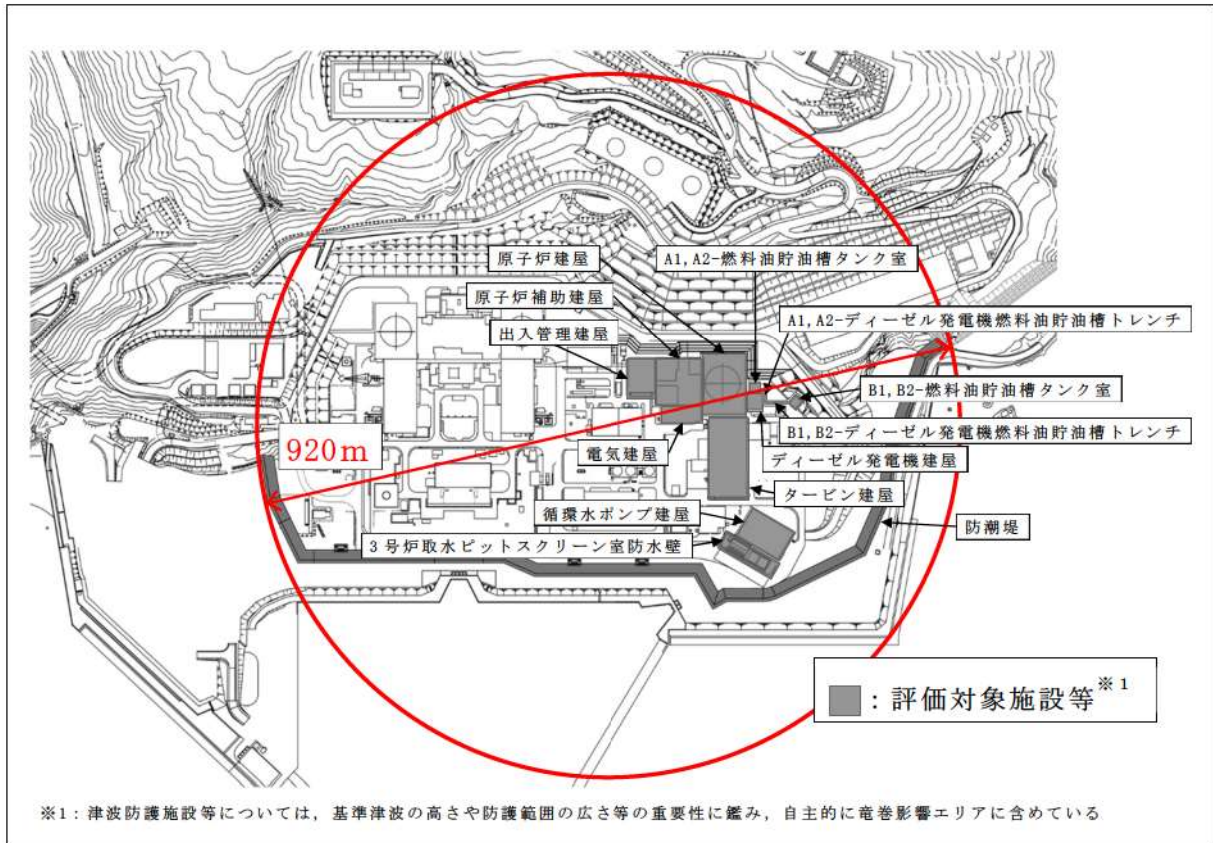 原子炉建屋
A1,A2-燃料油貯油槽タンク室
原子炉補助建屋
出入管理建屋
A1,A2-ディーゼル発電機燃料油貯油槽トレンチ
B1,B2-燃料油貯油槽タンク室
B1,B2-ディーゼル発電機燃料油貯油槽トレンチ
920m
電気建屋
ディーゼル発電機建屋
タービン建屋
循環水ポンプ建屋
防潮堤
3号炉取水ピットスクリーン室防水壁
：評価対象施設等※1
※1：津波防護施設等については，基準津波の高さや防護範囲の広さ等の重要性に鑑み，自主的に竜巻影響エリアに含めている